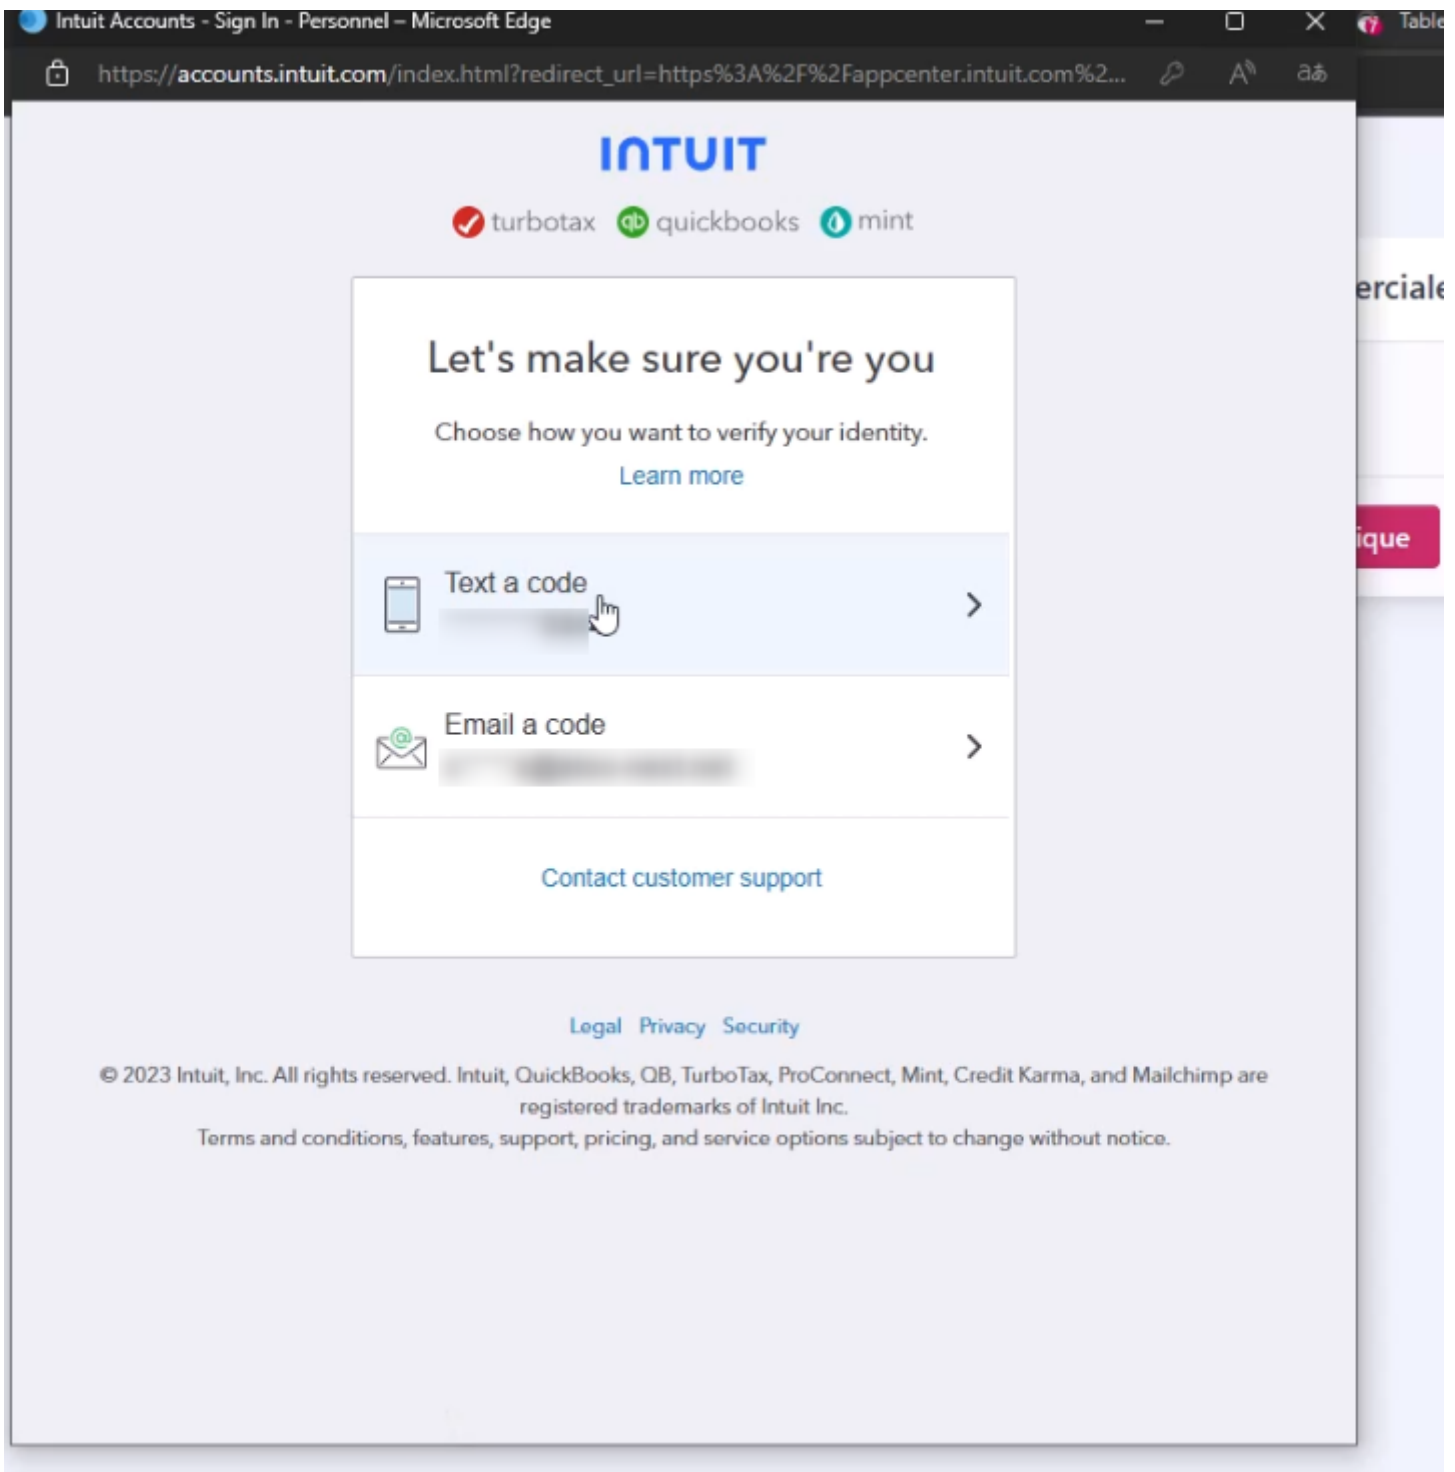 Intuit Accounts - Sign In - Personnel – Microsoft Edge
Table
https://accounts.intuit.com/index.html?redirect_url=https%3A%2F%2Fappcenter.intuit.com%2...
INTUIT
turbotax quickbooks mint
erciale
Let's make sure you're you
Choose how you want to verify your identity.
Learn more
ique
Text a code
Email a code
Contact customer support
Legal Privacy Security
© 2023 Intuit, Inc. All rights reserved. Intuit, QuickBooks, QB, TurboTax, ProConnect, Mint, Credit Karma, and Mailchimp are
registered trademarks of Intuit Inc.
Terms and conditions, features, support, pricing, and service options subject to change without notice.